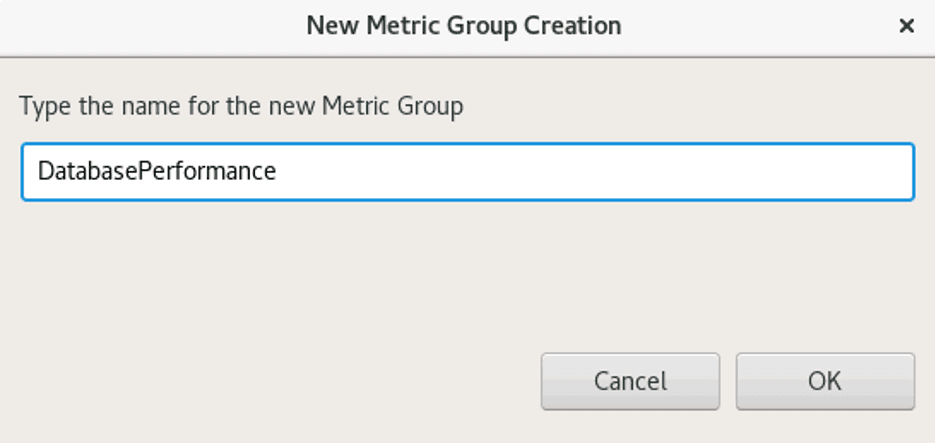 New Metric Group Creation
Type the name for the new Metric Group
DatabasePerformance
Cancel OK